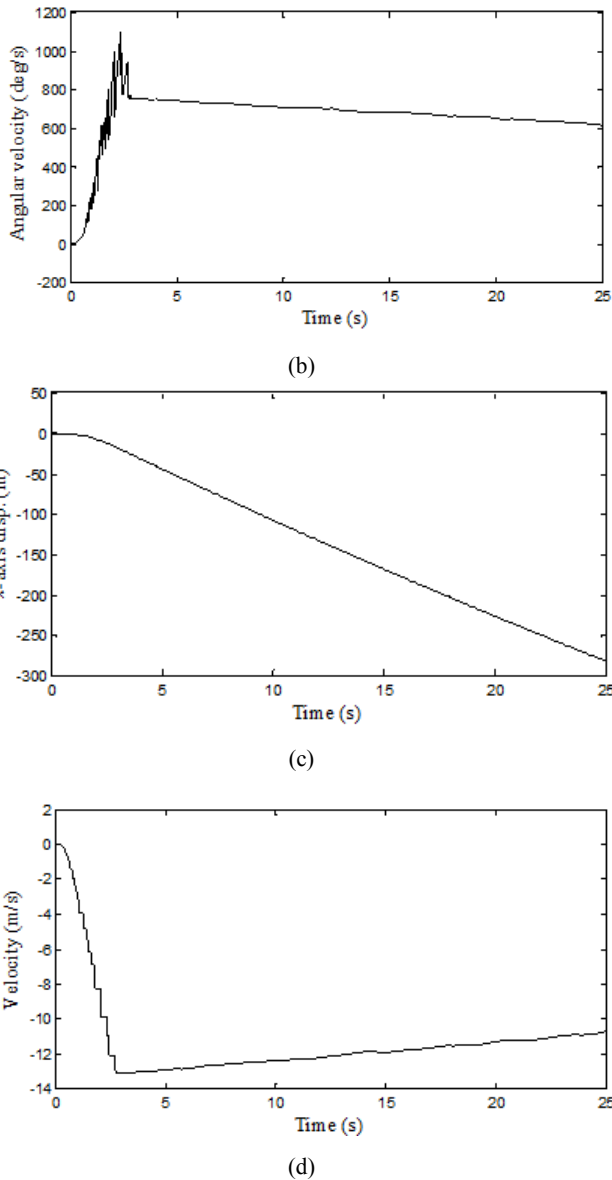 1200
1000
800
600
400
200
0
-200
Angular velocity (deg/s)
0 5 10 15 20 25
Time (s)
(b)
50
0
-50
-100
-150
-200
-250
-300
x-axis disp. (m)
0 5 10 15 20 25
Time (s)
(c)
2
0
-2
-4
-6
-8
-10
-12
-14
Velocity (m/s)
0 5 10 15 20 25
Time (s)
(d)